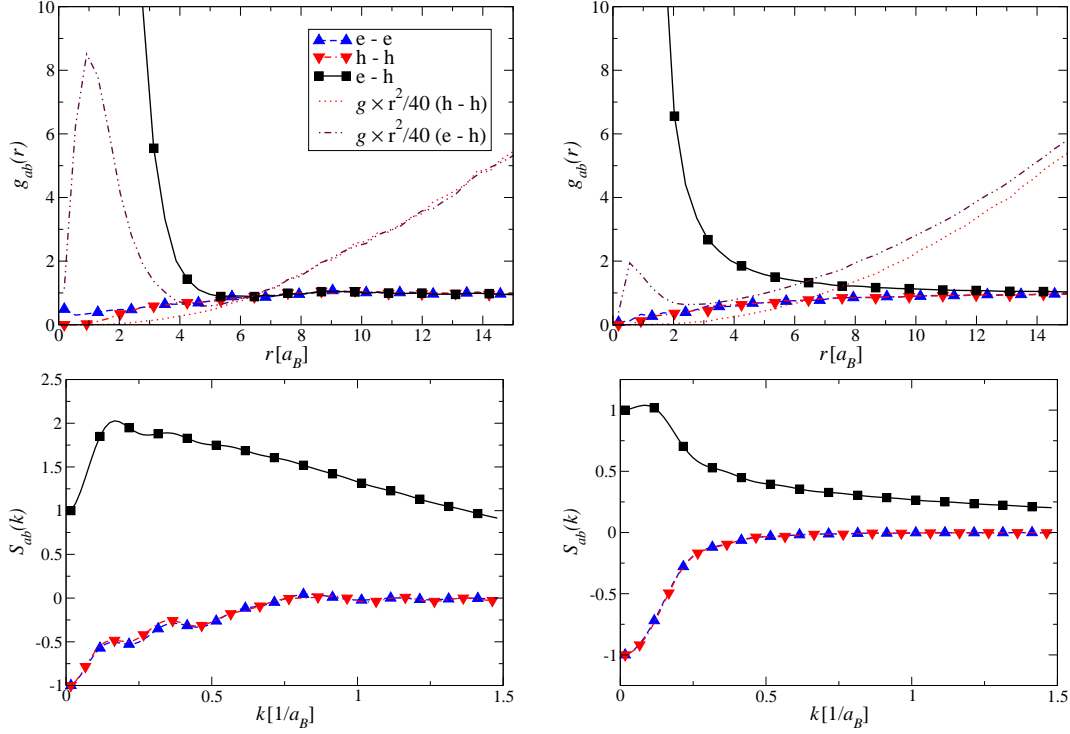 10
8
6
4
2
0
g_ab(r)
0 2 4 6 8 10 12 14
r[a_B]
e - e
h - h
e - h
g × r^2/40 (h - h)
g × r^2/40 (e - h)
10
8
6
4
2
0
g_ab(r)
0 2 4 6 8 10 12 14
r[a_B]
2.5
2
1.5
1
0.5
0
-0.5
-1
S_ab(k)
0 0.5 1 1.5
k[1/a_B]
1
0.5
0
-0.5
-1
S_ab(k)
0 0.5 1 1.5
k[1/a_B]